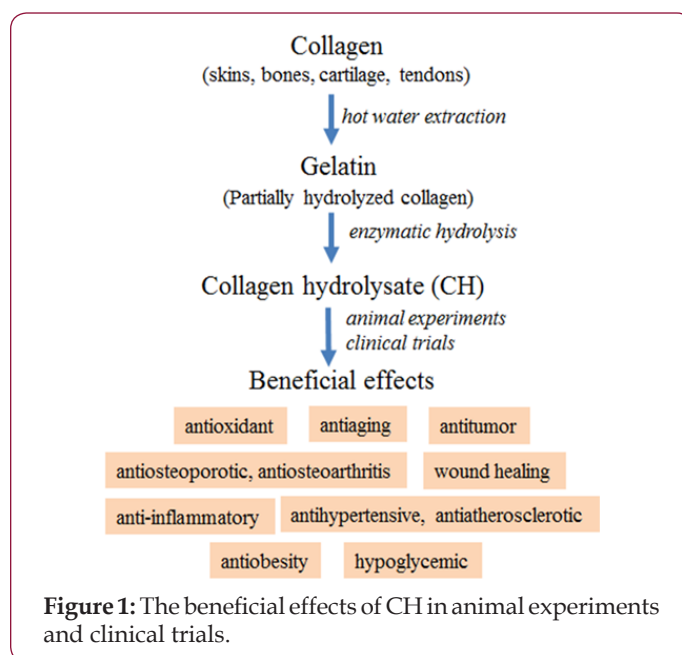 Collagen
(skins, bones, cartilage, tendons)
hot water extraction
Gelatin
(Partially hydrolyzed collagen)
enzymatic hydrolysis
Collagen hydrolysate (CH)
animal experiments
clinical trials
Beneficial effects
antioxidant antiaging antitumor
antiosteoporotic, antiosteoarthritis wound healing
anti-inflammatory antihypertensive, antiatherosclerotic
antiobesity hypoglycemic
Figure 1: The beneficial effects of CH in animal experiments
and clinical trials.